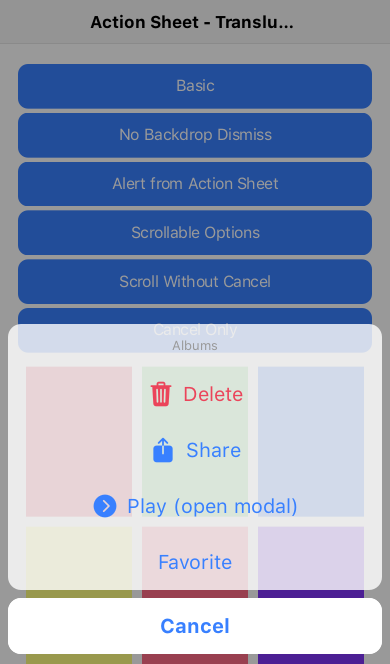 Action Sheet - Translu...
Basic
No Backdrop Dismiss
Alert from Action Sheet
Scrollable Options
Scroll Without Cancel
Cancel Only
Albums
Delete
Share
Play (open modal)
Favorite
Cancel